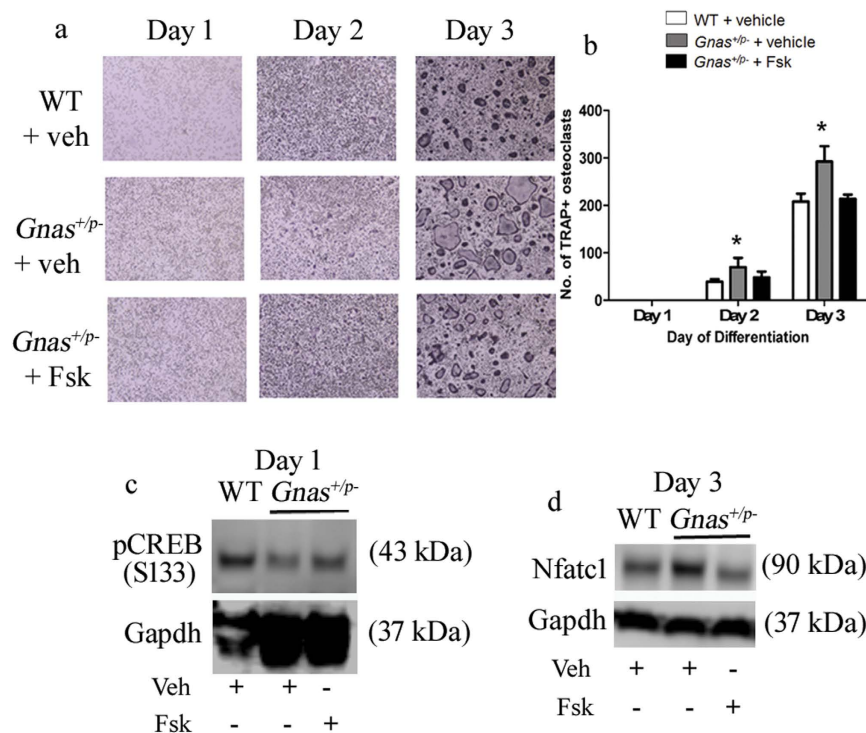 a
Day 1 Day 2 Day 3
WT
+ veh
Gnas+/p-
+ veh
Gnas+/p-
+ Fsk
b
WT + vehicle
Gnas+/p- + vehicle
Gnas+/p- + Fsk
No. of TRAP+ osteoclasts
400
300
200
100
0
*
*
Day 1 Day 2 Day 3
Day of Differentiation
c
Day 1
WT Gnas+/p-
pCREB
(S133)
(43 kDa)
Gapdh (37 kDa)
Veh + + -
Fsk - - +
d
Day 3
WT Gnas+/p-
Nfatc1 (90 kDa)
Gapdh (37 kDa)
Veh + + -
Fsk - - +